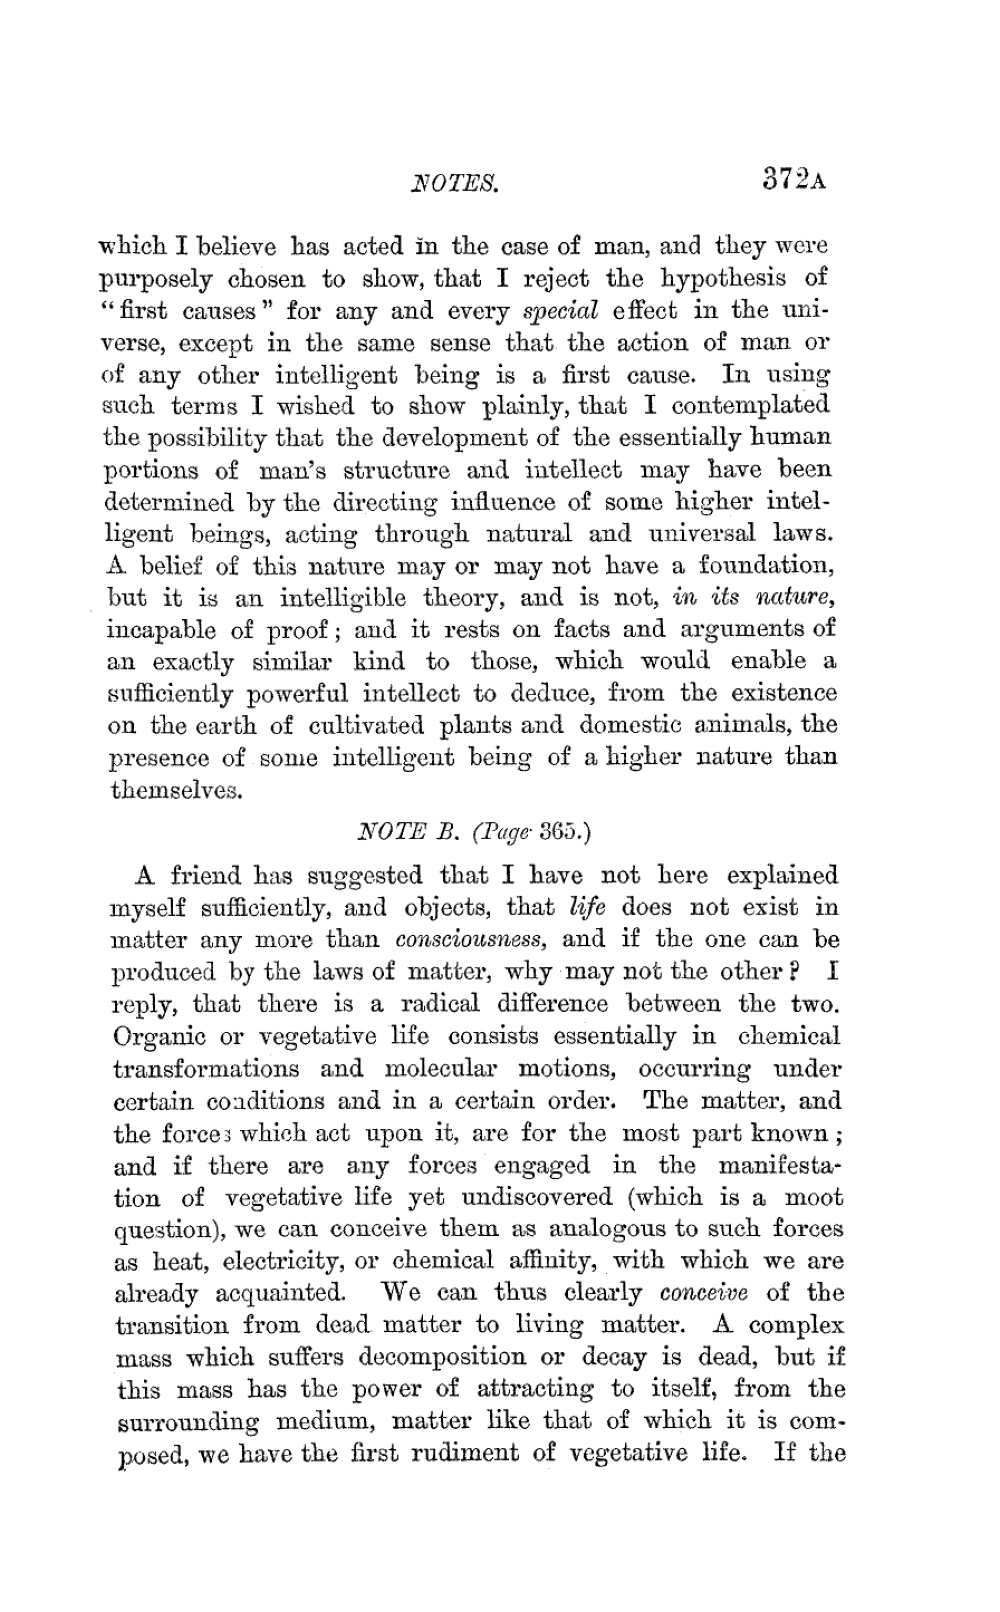 NOTES. 372A
which I believe has acted in the case of man, and they were
purposely chosen to show, that I reject the hypothesis of
“first causes” for any and every special effect in the uni-
verse, except in the same sense that the action of man or
of any other intelligent being is a first cause. In using
such terms I wished to show plainly, that I contemplated
the possibility that the development of the essentially human
portions of man’s structure and intellect may have been
determined by the directing influence of some higher intel-
ligent beings, acting through natural and universal laws.
A belief of this nature may or may not have a foundation,
but it is an intelligible theory, and is not, in its nature,
incapable of proof; and it rests on facts and arguments of
an exactly similar kind to those, which would enable a
sufficiently powerful intellect to deduce, from the existence
on the earth of cultivated plants and domestic animals, the
presence of some intelligent being of a higher nature than
themselves.
NOTE B. (Page 365.)
A friend has suggested that I have not here explained
myself sufficiently, and objects, that life does not exist in
matter any more than consciousness, and if the one can be
produced by the laws of matter, why may not the other? I
reply, that there is a radical difference between the two.
Organic or vegetative life consists essentially in chemical
transformations and molecular motions, occurring under
certain conditions and in a certain order. The matter, and
the forces which act upon it, are for the most part known;
and if there are any forces engaged in the manifesta-
tion of vegetative life yet undiscovered (which is a moot
question), we can conceive them as analogous to such forces
as heat, electricity, or chemical affinity, with which we are
already acquainted. We can thus clearly conceive of the
transition from dead matter to living matter. A complex
mass which suffers decomposition or decay is dead, but if
this mass has the power of attracting to itself, from the
surrounding medium, matter like that of which it is com-
posed, we have the first rudiment of vegetative life. If the